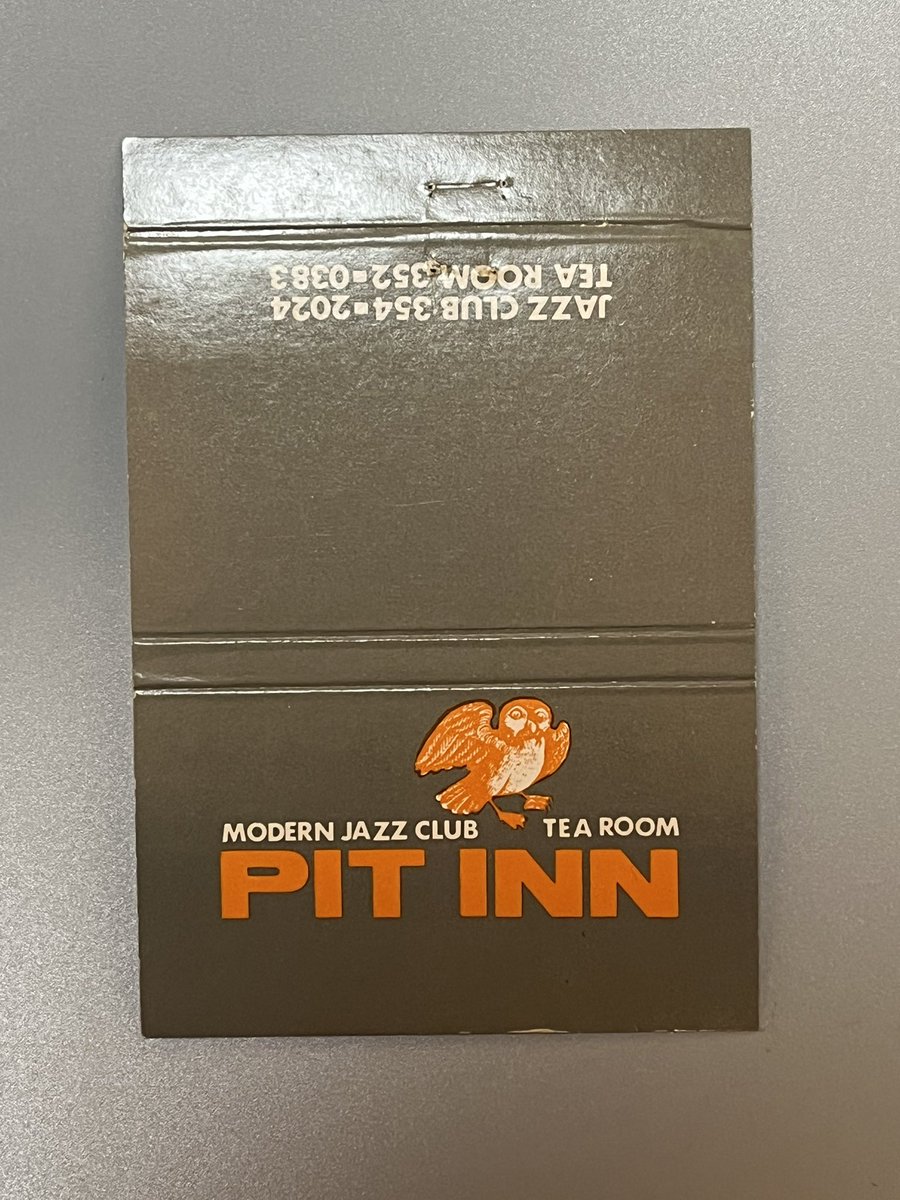 JAZZ CLUB 354-2024
TEA ROOM 352-0383
MODERN JAZZ CLUB TEA ROOM
PIT INN